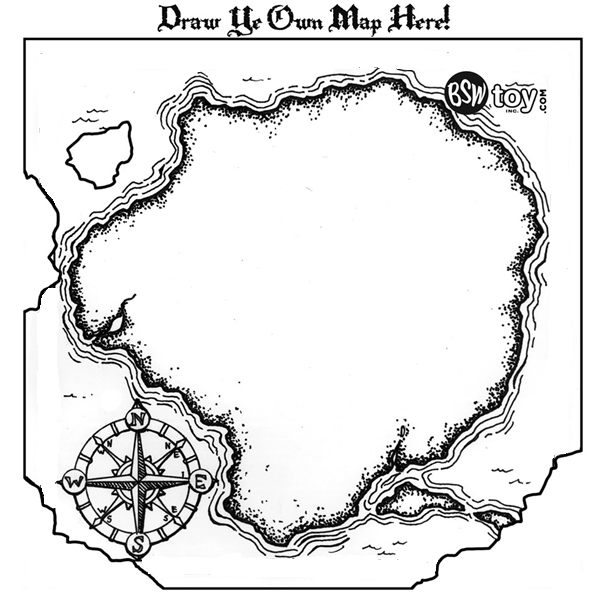 Draw Ye Own Map Here!
BSW toy INC. .COM
N
N W N E
W E
W S S E
S